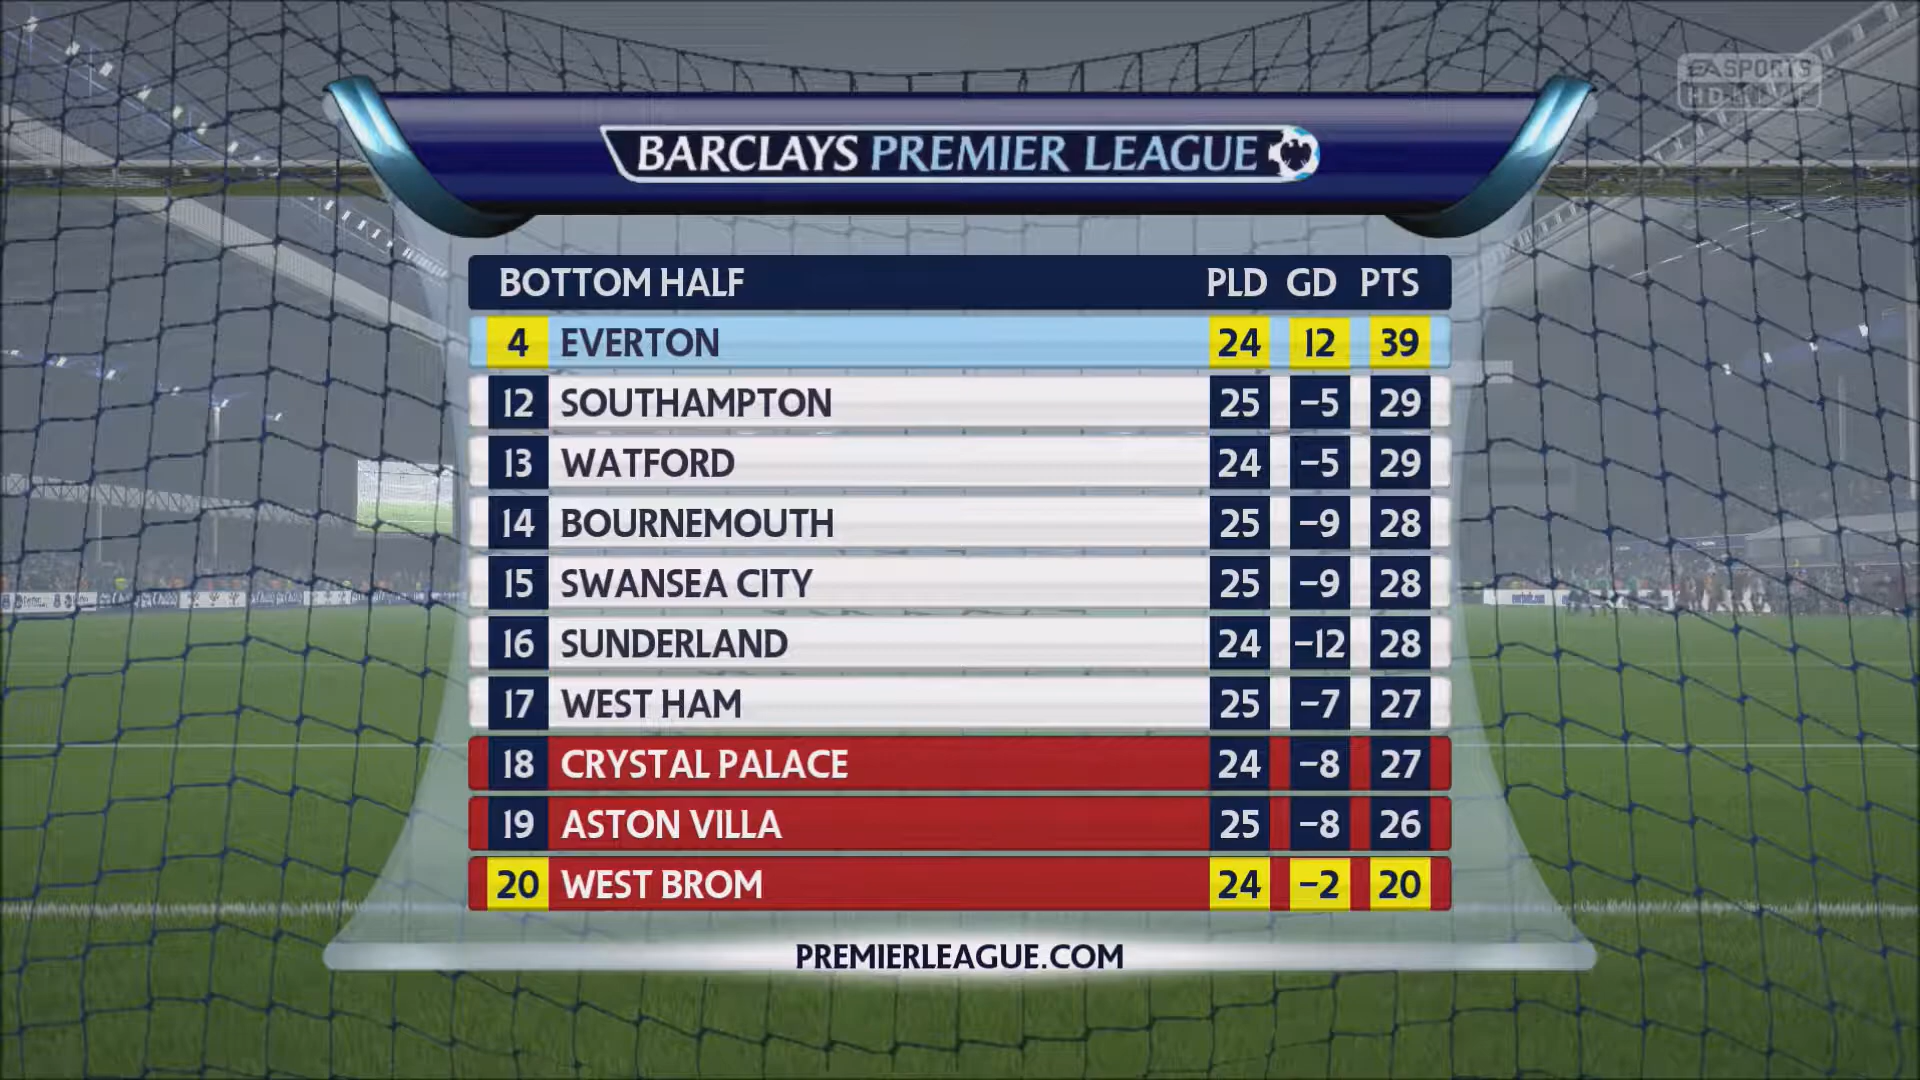 EA SPORTS
BARCLAYS PREMIER LEAGUE
BOTTOM HALF PLD GD PTS
4 EVERTON 24 12 39
12 SOUTHAMPTON 25 -5 29
13 WATFORD 24 -5 29
14 BOURNEMOUTH 25 -9 28
15 SWANSEA CITY 25 -9 28
16 SUNDERLAND 24 -12 28
17 WEST HAM 25 -7 27
18 CRYSTAL PALACE 24 -8 27
19 ASTON VILLA 25 -8 26
20 WEST BROM 24 -2 20
PREMIERLEAGUE.COM